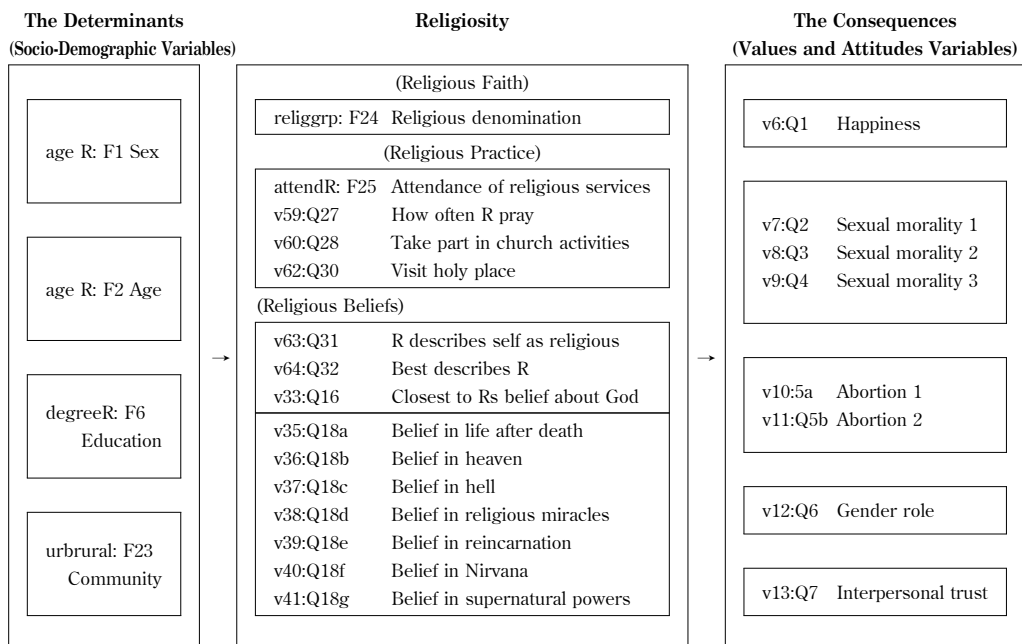 The Determinants
(Socio-Demographic Variables)
age R: F1 Sex
age R: F2 Age
degreeR: F6
Education
urbrural: F23
Community
→
Religiosity
(Religious Faith)
religgrp: F24 Religious denomination
(Religious Practice)
attendR: F25 Attendance of religious services
v59:Q27 How often R pray
v60:Q28 Take part in church activities
v62:Q30 Visit holy place
(Religious Beliefs)
v63:Q31 R describes self as religious
v64:Q32 Best describes R
v33:Q16 Closest to Rs belief about God
v35:Q18a Belief in life after death
v36:Q18b Belief in heaven
v37:Q18c Belief in hell
v38:Q18d Belief in religious miracles
v39:Q18e Belief in reincarnation
v40:Q18f Belief in Nirvana
v41:Q18g Belief in supernatural powers
→
The Consequences
(Values and Attitudes Variables)
v6:Q1 Happiness
v7:Q2 Sexual morality 1
v8:Q3 Sexual morality 2
v9:Q4 Sexual morality 3
v10:5a Abortion 1
v11:Q5b Abortion 2
v12:Q6 Gender role
v13:Q7 Interpersonal trust